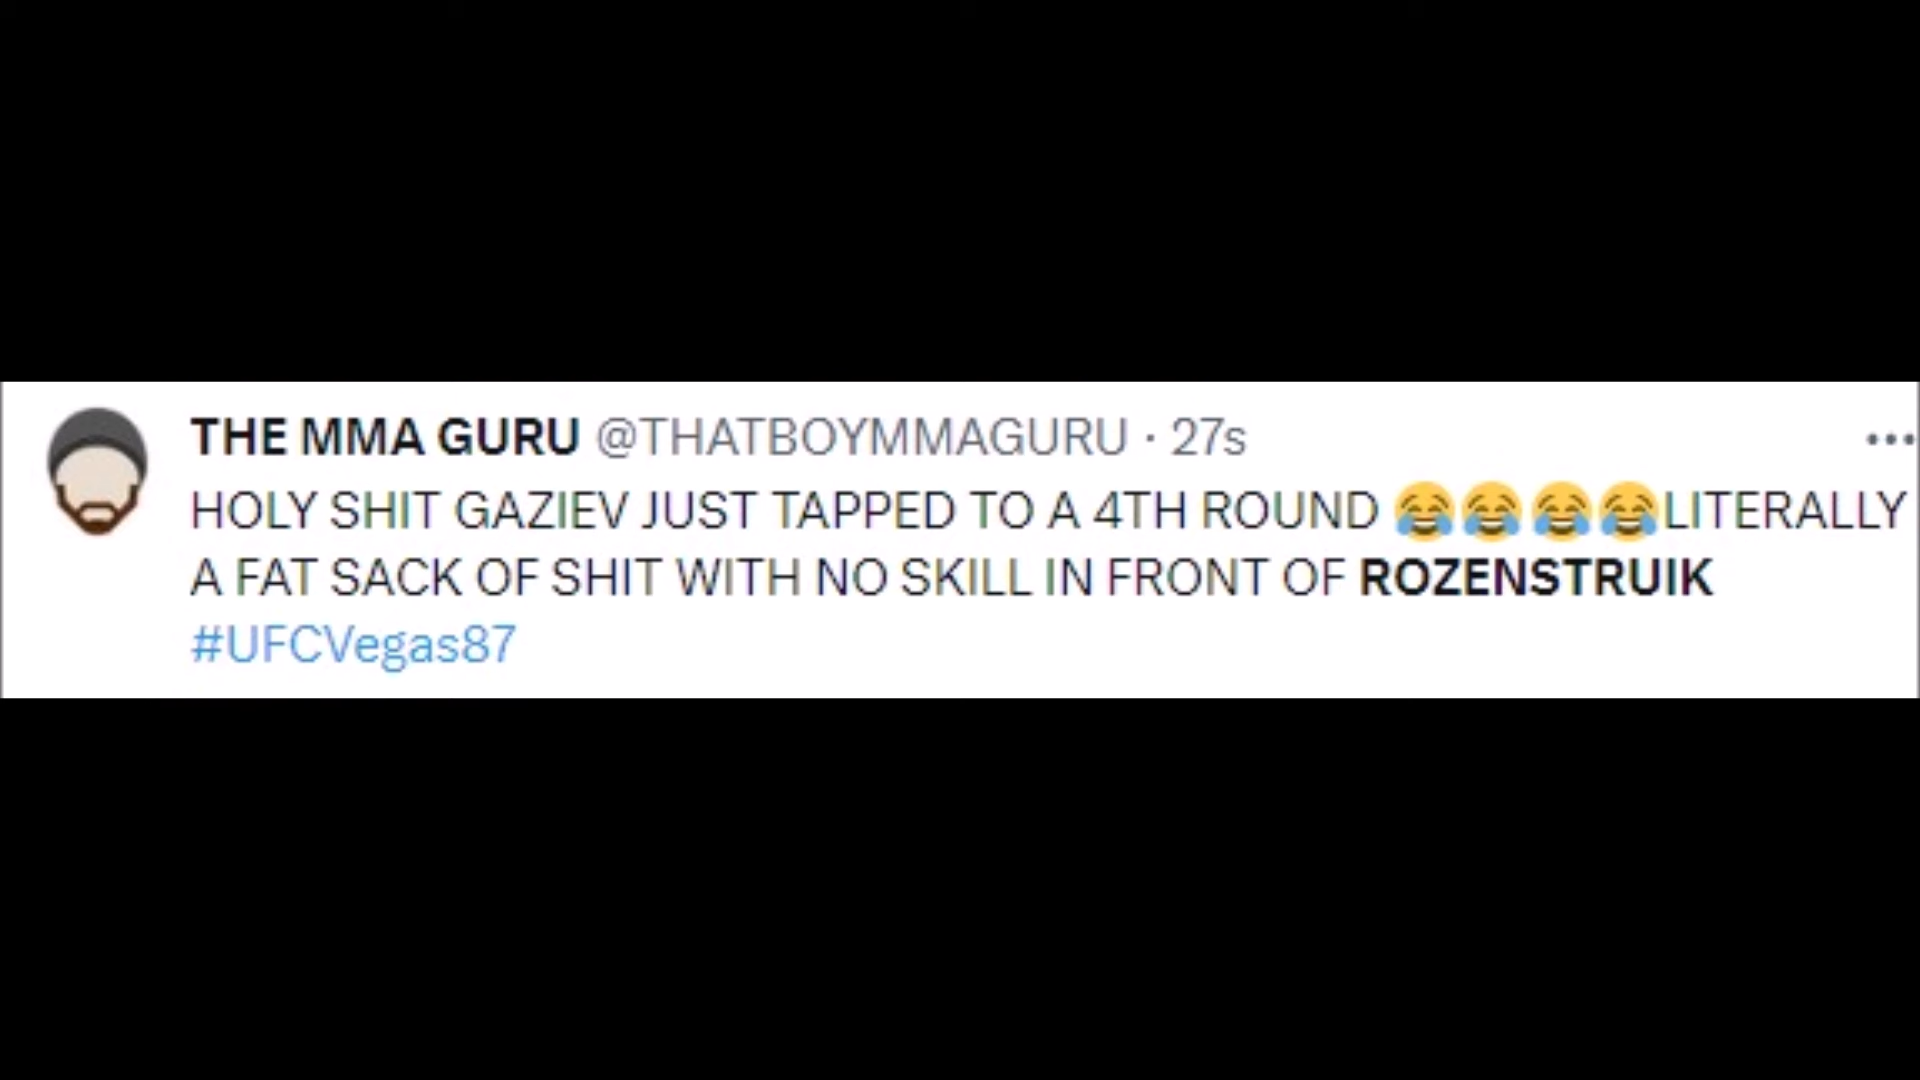 THE MMA GURU @THATBOYMMAGURU · 27s
HOLY SHIT GAZIEV JUST TAPPED TO A 4TH ROUND 😂😂😂😂LITERALLY
A FAT SACK OF SHIT WITH NO SKILL IN FRONT OF ROZENSTRUIK
#UFCVegas87